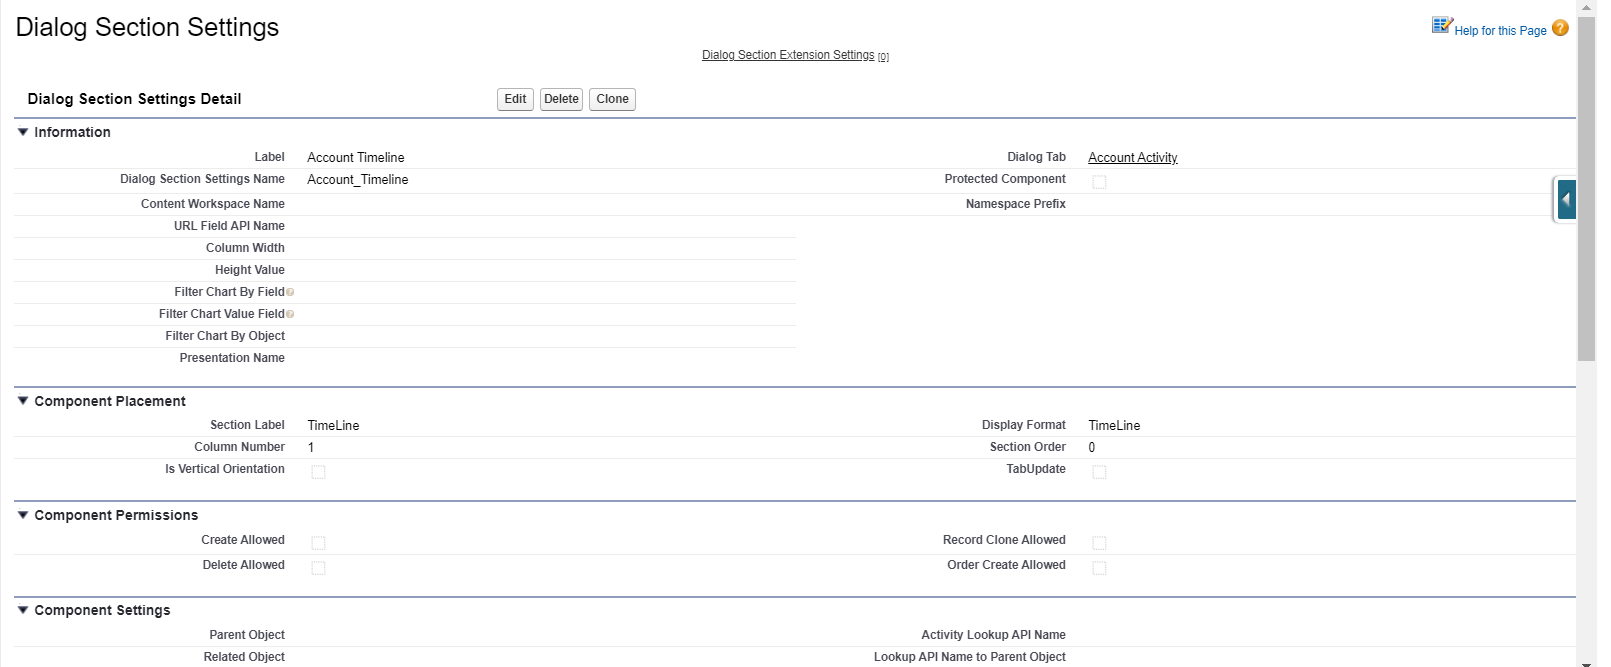 Dialog Section Settings
Help for this Page ?
Dialog Section Extension Settings [0]
Dialog Section Settings Detail Edit Delete Clone
Information
Label Account Timeline Dialog Tab Account Activity
Dialog Section Settings Name Account_Timeline Protected Component
Content Workspace Name Namespace Prefix
URL Field API Name
Column Width
Height Value
Filter Chart By Field
Filter Chart Value Field
Filter Chart By Object
Presentation Name
Component Placement
Section Label TimeLine Display Format TimeLine
Column Number 1 Section Order 0
Is Vertical Orientation TabUpdate
Component Permissions
Create Allowed Record Clone Allowed
Delete Allowed Order Create Allowed
Component Settings
Parent Object Activity Lookup API Name
Related Object Lookup API Name to Parent Object